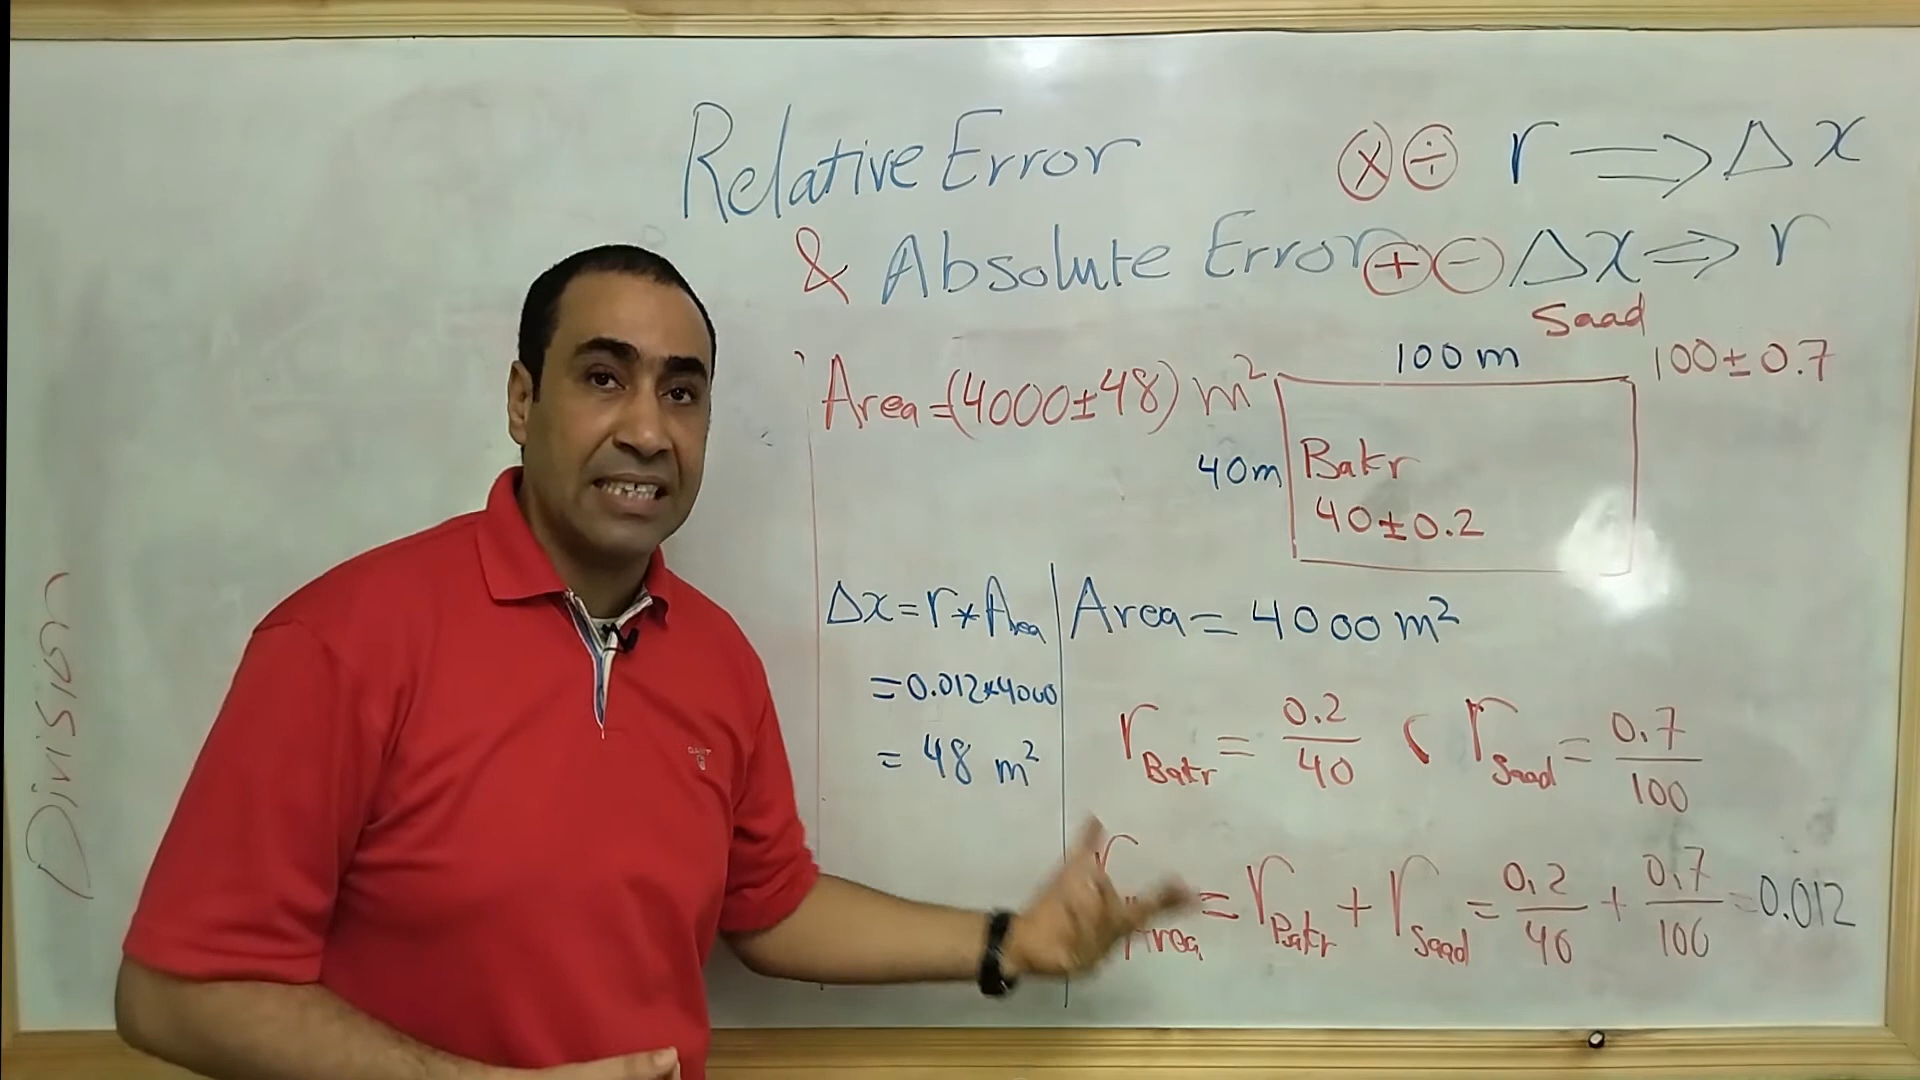 Relative Error
& Absolute Error
⊗ ⊕ r ⟹ Δx
⊕ ⊖ Δx ⟹ r
Saad
100 m
100 ± 0.7
Area = (4000 ± 48) m²
40m
Bakr
40 ± 0.2
Δx = r * Area
= 0.012 * 4000
= 48 m²
Area = 4000 m²
r Bakr = 0.2/40 , r Saad = 0.7/100
r Area = r Bakr + r Saad = 0.2/40 + 0.7/100 = 0.012
Division